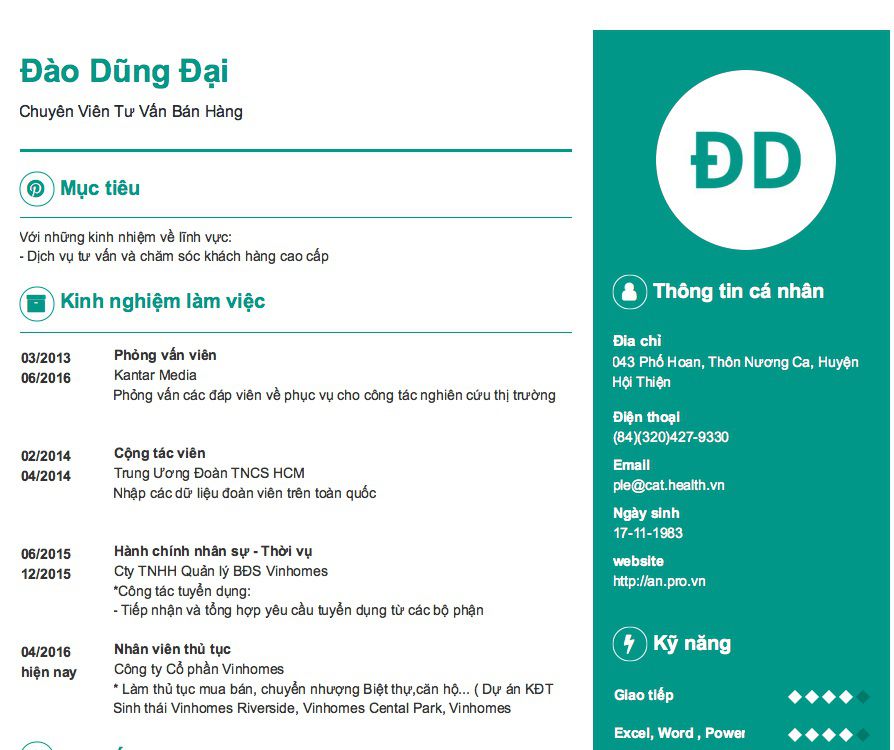 Đào Dũng Đại
Chuyên Viên Tư Vấn Bán Hàng
Mục tiêu
Với những kinh nhiệm về lĩnh vực:
- Dịch vụ tư vấn và chăm sóc khách hàng cao cấp
Kinh nghiệm làm việc
03/2013
06/2016
Phỏng vấn viên
Kantar Media
Phỏng vấn các đáp viên về phục vụ cho công tác nghiên cứu thị trường
02/2014
04/2014
Cộng tác viên
Trung Ương Đoàn TNCS HCM
Nhập các dữ liệu đoàn viên trên toàn quốc
06/2015
12/2015
Hành chính nhân sự - Thời vụ
Cty TNHH Quản lý BĐS Vinhomes
*Công tác tuyển dụng:
- Tiếp nhận và tổng hợp yêu cầu tuyển dụng từ các bộ phận
04/2016
hiện nay
Nhân viên thủ tục
Công ty Cổ phần Vinhomes
* Làm thủ tục mua bán, chuyển nhượng Biệt thự,căn hộ... ( Dự án KĐT
Sinh thái Vinhomes Riverside, Vinhomes Cental Park, Vinhomes
ĐD
Thông tin cá nhân
Đia chỉ
043 Phố Hoan, Thôn Nương Ca, Huyện
Hội Thiện
Điện thoại
(84)(320)427-9330
Email
ple@cat.health.vn
Ngày sinh
17-11-1983
website
http://an.pro.vn
Kỹ năng
Giao tiếp
Excel, Word , Power